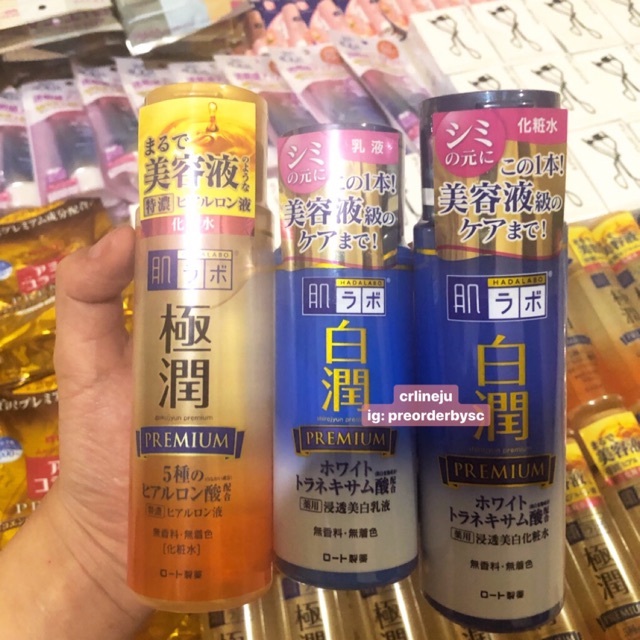 まるで
美容液
のような
特濃 ヒアルロン液
化粧水
肌ラボ
極潤
PREMIUM
5種の
ヒアルロン酸 配合
特濃 ヒアルロン液
無香料・無着色
[化粧水]
ロート製薬
シミ
の元に
乳液
この1本!
美容液級の
ケアまで!
HADALABO
肌ラボ
白潤
PREMIUM
ホワイト
トラネキサム酸 配合
薬用 浸透美白乳液
無香料・無着色
ロート製薬
シミ
の元に
化粧水
この1本!
美容液級の
ケアまで!
HADALABO
肌ラボ
白潤
PREMIUM
ホワイト
トラネキサム酸 配合
薬用 浸透美白化粧水
無香料・無着色
ロート製薬
crlineju
ig: preorderbysc